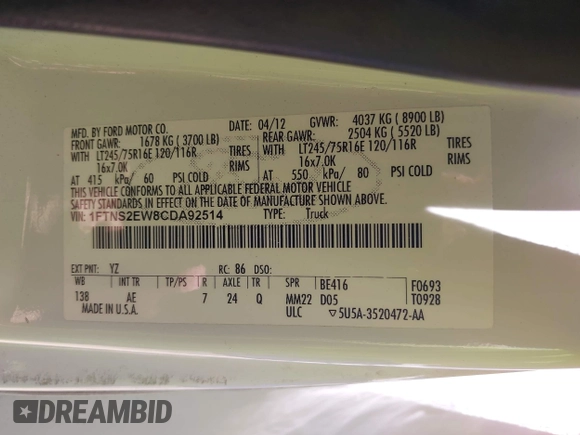 MFD. BY FORD MOTOR CO.
DATE: 04/12 GVWR: 4037 KG ( 8900 LB)
FRONT GAWR: 1678 KG ( 3700 LB) REAR GAWR: 2504 KG ( 5520 LB)
WITH LT245/75R16E 120/116R TIRES WITH LT245/75R16E 120/116R TIRES
16x7.0K RIMS 16x7.0K RIMS
AT 415 kPa/ 60 PSI COLD AT 550 kPa/ 80 PSI COLD
THIS VEHICLE CONFORMS TO ALL APPLICABLE FEDERAL MOTOR VEHICLE
SAFETY STANDARDS IN EFFECT ON THE DATE OF MANUFACTURE SHOWN ABOVE.
VIN: 1FTNS2EW8CDA92514 TYPE: Truck
EXT PNT: YZ RC: 86 DSO:
WB INT TR TP/PS R AXLE TR SPR BE416 F0693
138 AE 7 24 Q MM22 D05 T0928
MADE IN U.S.A. ULC ▽5U5A-3520472-AA
DREAMBID